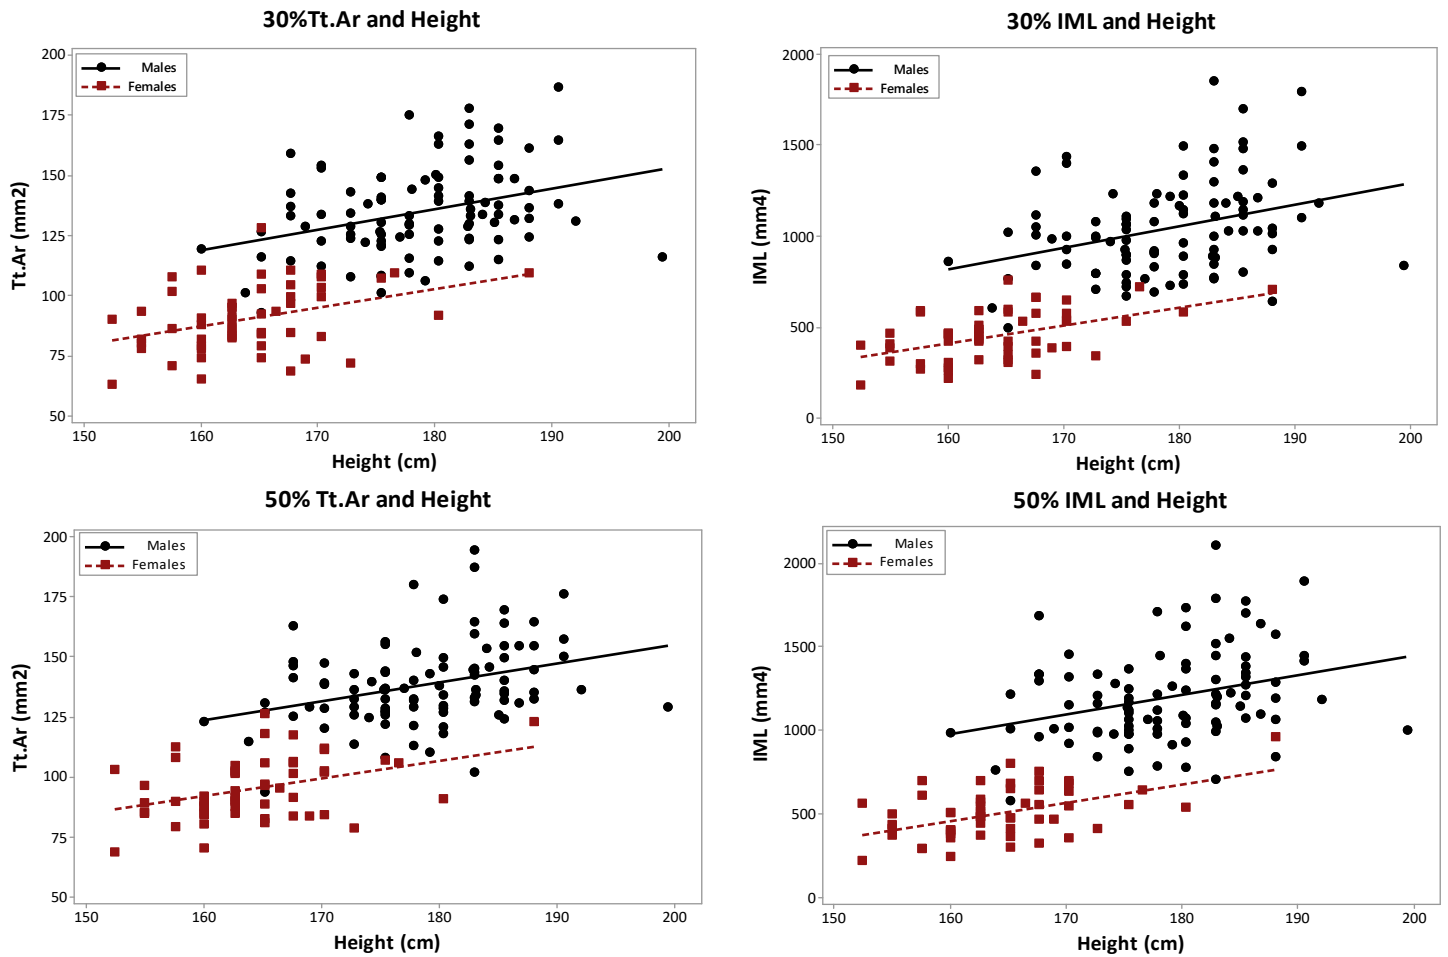 30%Tt.Ar and Height
200
175
150
125
100
75
50
Tt.Ar (mm2)
Males
Females
150 160 170 180 190 200
Height (cm)
30% IML and Height
2000
1500
1000
500
0
IML (mm4)
Males
Females
150 160 170 180 190 200
Height (cm)
50% Tt.Ar and Height
200
175
150
125
100
75
50
Tt.Ar (mm2)
Males
Females
150 160 170 180 190 200
Height (cm)
50% IML and Height
2000
1500
1000
500
0
IML (mm4)
Males
Females
150 160 170 180 190 200
Height (cm)